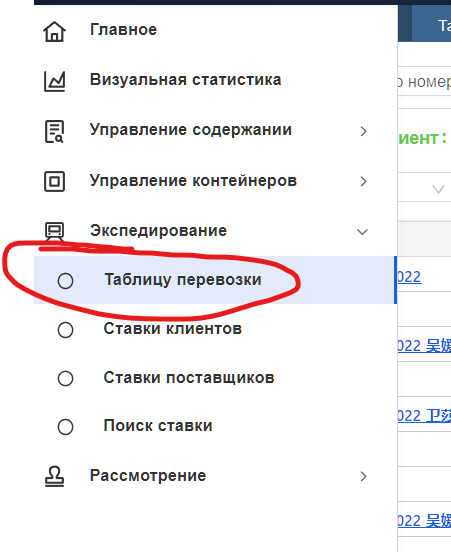 Главное
Та
Визуальная статистика
о номер
Управление содержании
иент:
Управление контейнеров
Экспедирование
Таблицу перевозки
022
Ставки клиентов
022 吴媛
Ставки поставщиков
022 卫莎
Поиск ставки
Рассмотрение
022 吴媛